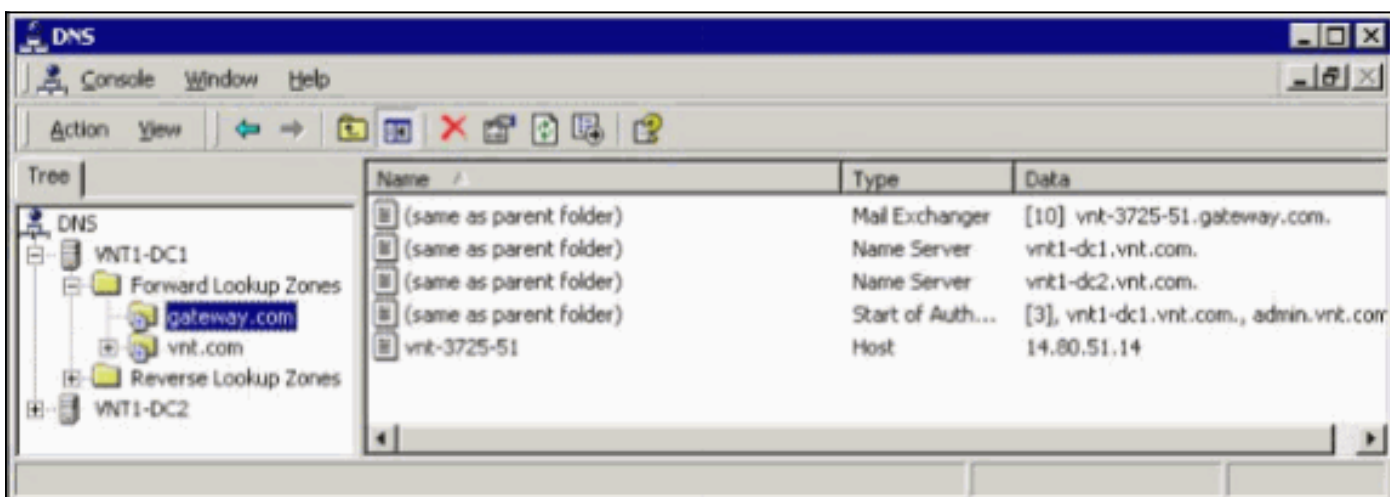 DNS
Console Window Help
Action View
Tree
Name Type Data
DNS
VNT1-DC1
Forward Lookup Zones
gateway.com
vnt.com
Reverse Lookup Zones
VNT1-DC2
(same as parent folder) Mail Exchanger [10] vnt-3725-51.gateway.com.
(same as parent folder) Name Server vnt1-dc1.vnt.com.
(same as parent folder) Name Server vnt1-dc2.vnt.com.
(same as parent folder) Start of Auth... [3], vnt1-dc1.vnt.com., admin.vnt.com
vnt-3725-51 Host 14.80.51.14